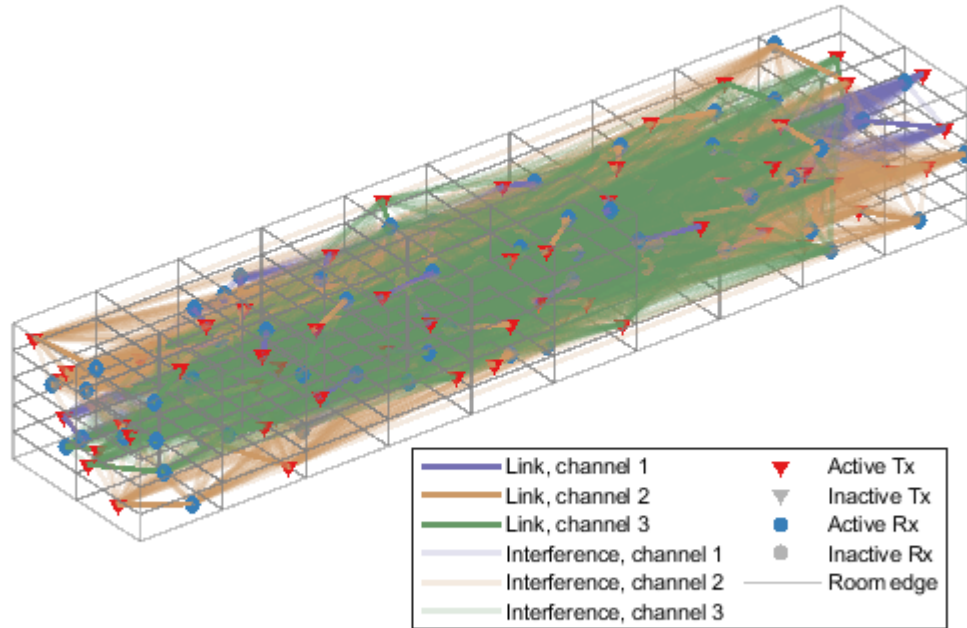 Link, channel 1
Link, channel 2
Link, channel 3
Interference, channel 1
Interference, channel 2
Interference, channel 3
Active Tx
Inactive Tx
Active Rx
Inactive Rx
Room edge